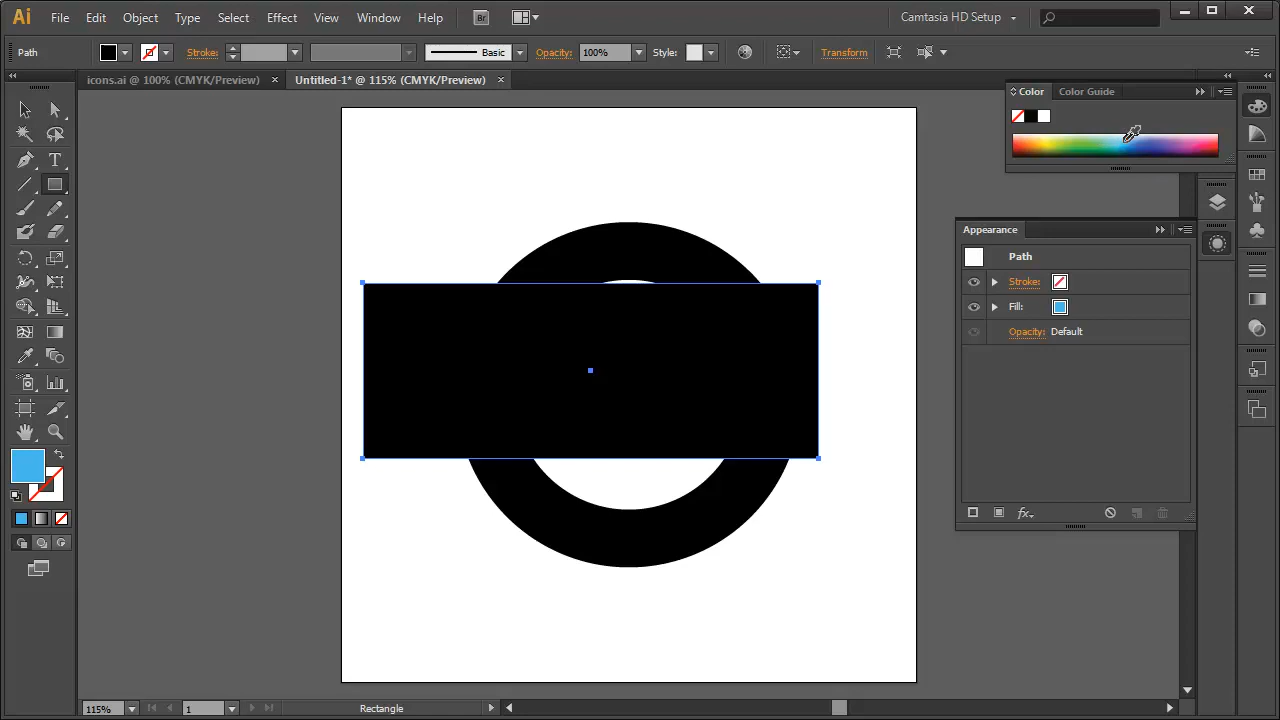 Ai File Edit Object Type Select Effect View Window Help Br Camtasia HD Setup
Path Stroke: Basic Opacity: 100% Style: Transform
icons.ai @ 100% (CMYK/Preview) Untitled-1* @ 115% (CMYK/Preview)
Color Color Guide
Appearance
Path
Stroke:
Fill:
Opacity: Default
fx
115% 1 Rectangle